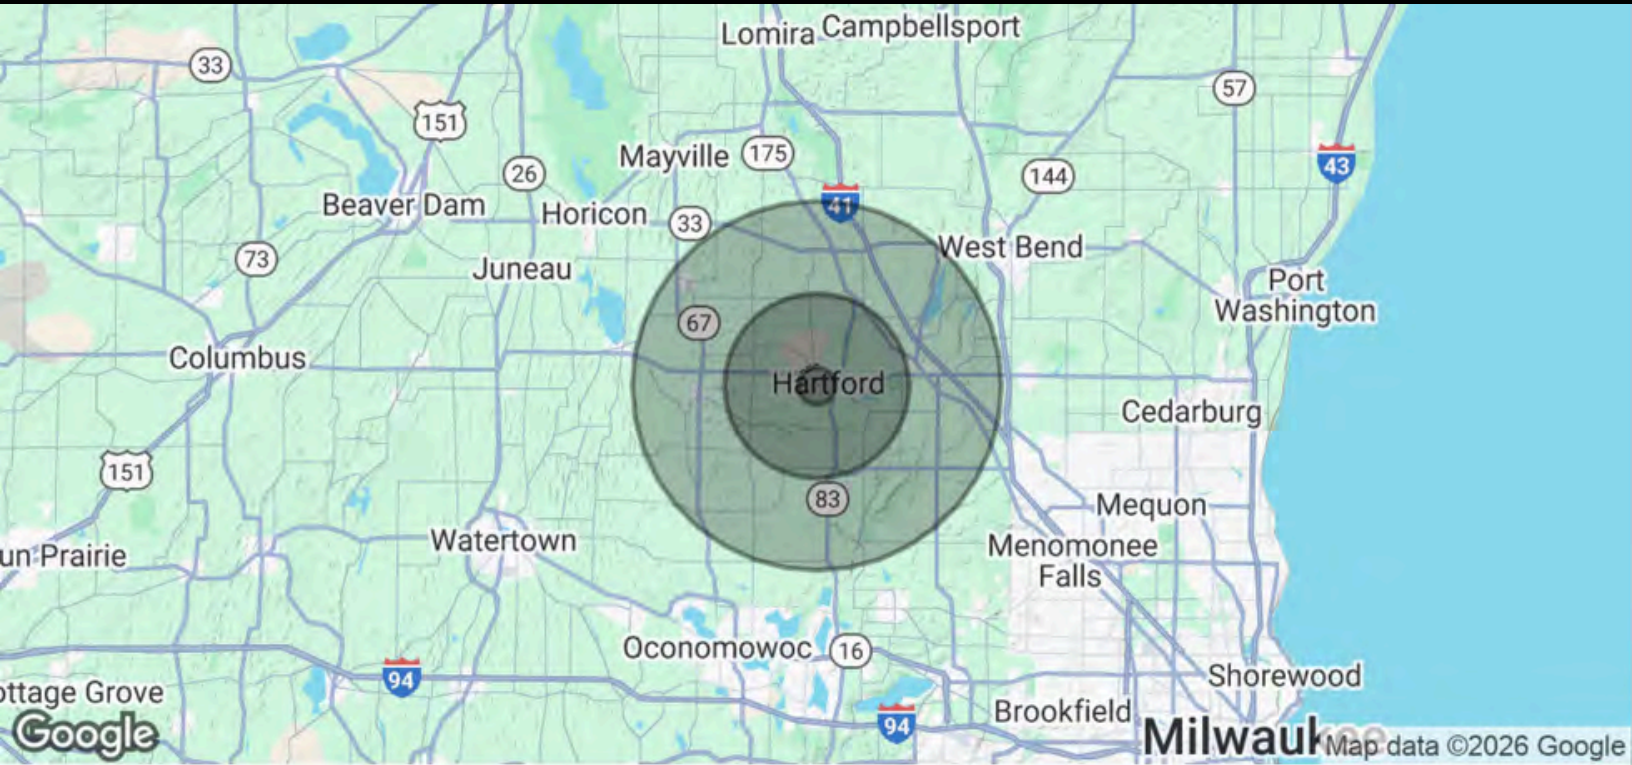 Lomira
Campbellsport
33
57
151
43
Mayville
175
26
144
Beaver Dam
41
Horicon
33
West Bend
73
Juneau
Port
Washington
67
Columbus
Hartford
Cedarburg
151
83
Mequon
Watertown
Menomonee
Falls
un Prairie
Oconomowoc
16
94
Shorewood
ottage Grove
Brookfield
94
Google
Milwaukee
Map data ©2026 Google